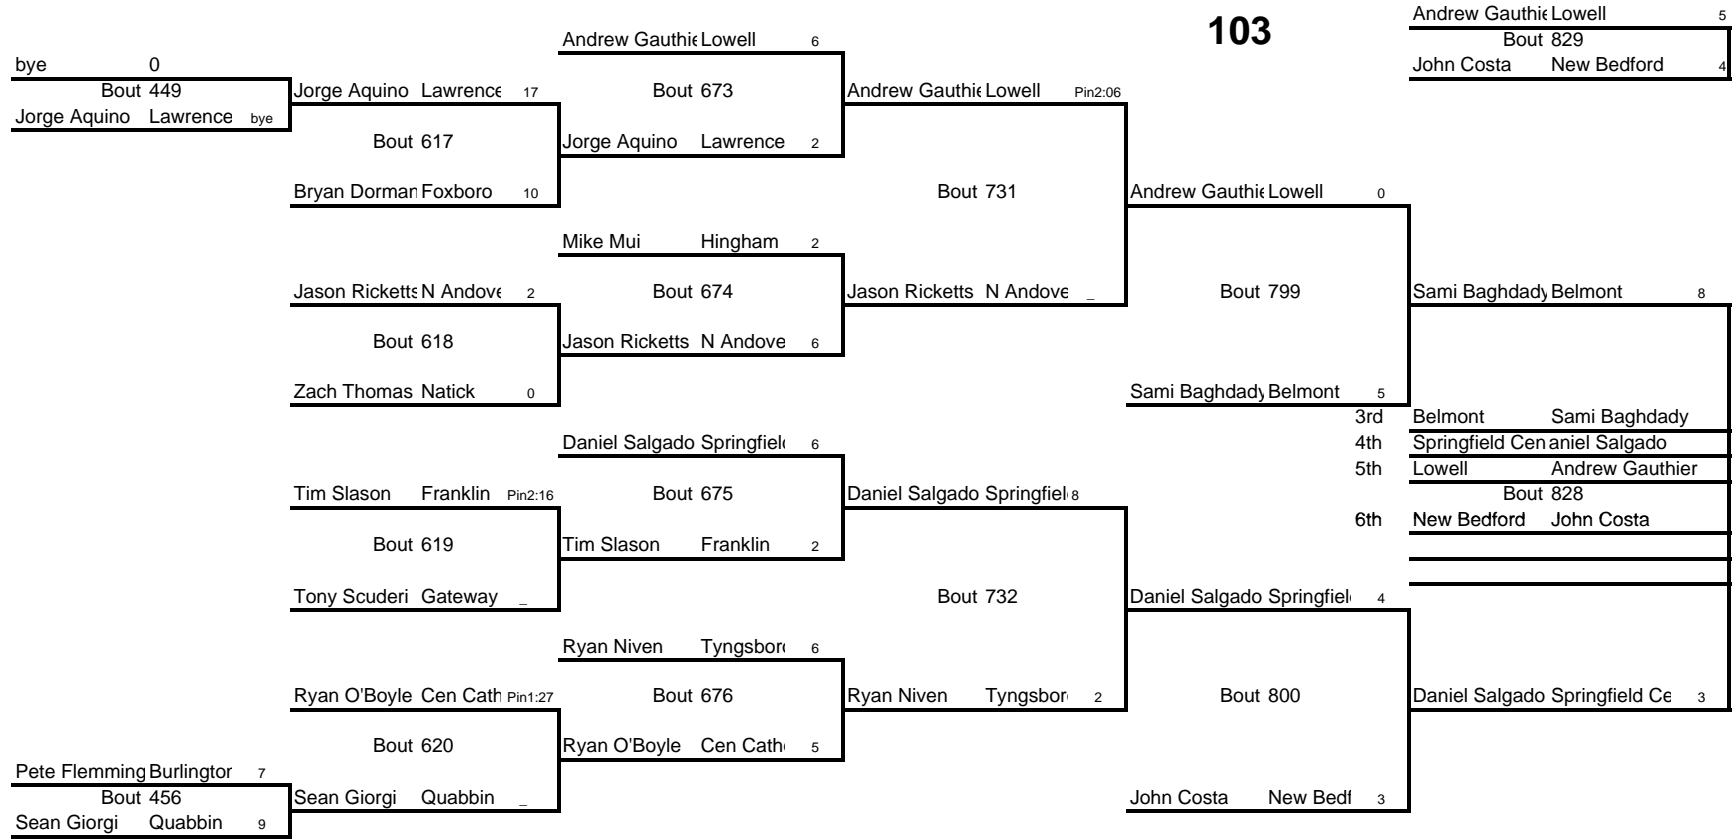 103
Andrew Gauthie Lowell 5
Andrew Gauthie Lowell 6
Bout 829
bye 0
John Costa New Bedford 4
Bout 449
Jorge Aquino Lawrence 17
Bout 673
Andrew Gauthie Lowell Pin2:06
Jorge Aquino Lawrence bye
Bout 617
Jorge Aquino Lawrence 2
Bryan Dorman Foxboro 10
Bout 731
Andrew Gauthie Lowell 0
Mike Mui Hingham 2
Jason Ricketts N Andove 2
Bout 674
Jason Ricketts N Andove _
Bout 799
Sami Baghdady Belmont 8
Bout 618
Jason Ricketts N Andove 6
Zach Thomas Natick 0
Sami Baghdady Belmont 5
3rd Belmont Sami Baghdady
Daniel Salgado Springfield 6
4th Springfield Cen aniel Salgado
5th Lowell Andrew Gauthier
Tim Slason Franklin Pin2:16
Bout 675
Daniel Salgado Springfiel 8
Bout 828
6th New Bedford John Costa
Bout 619
Tim Slason Franklin 2
Tony Scuderi Gateway _
Bout 732
Daniel Salgado Springfiel 4
Ryan Niven Tyngsboro 6
Ryan O'Boyle Cen Cath Pin1:27
Bout 676
Ryan Niven Tyngsbor 2
Bout 800
Daniel Salgado Springfield Ce 3
Bout 620
Ryan O'Boyle Cen Cath 5
Pete Flemming Burlington 7
Bout 456
Sean Giorgi Quabbin _
John Costa New Bedf 3
Sean Giorgi Quabbin 9